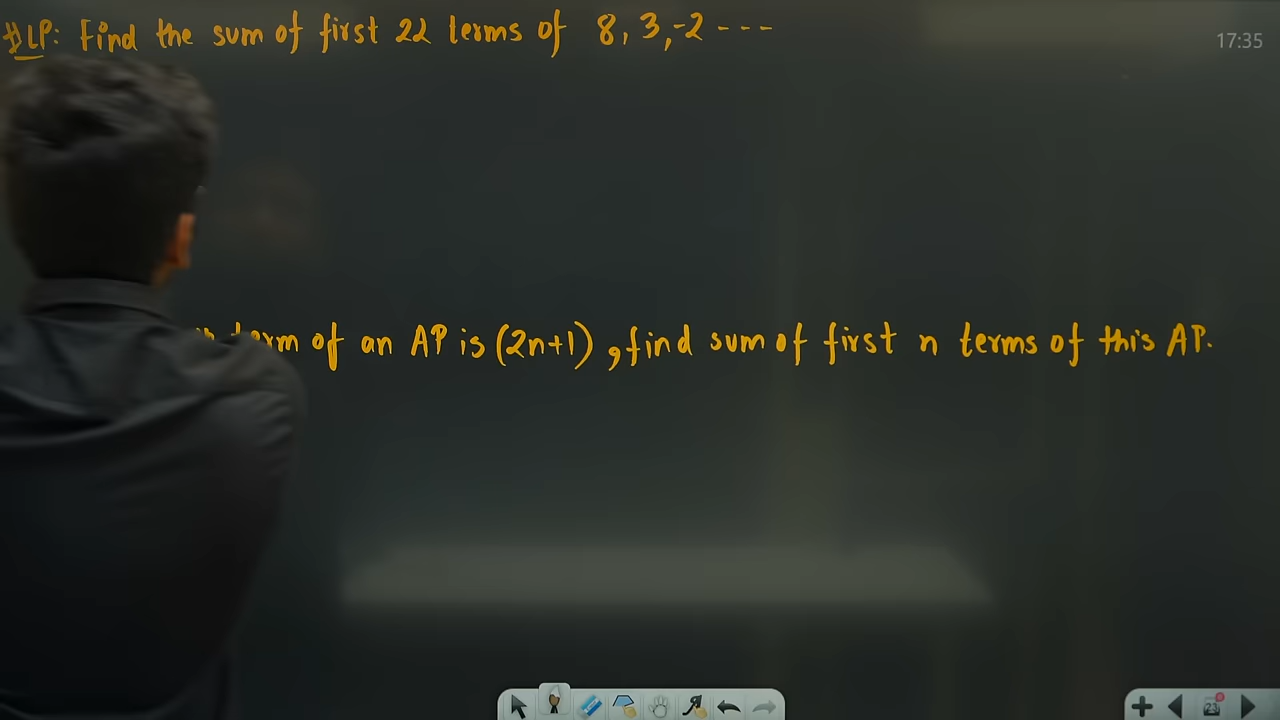 LP: Find the sum of first 22 terms of 8, 3, -2 ---
17:35
term of an AP is (2n+1), find sum of first n terms of this AP.
23